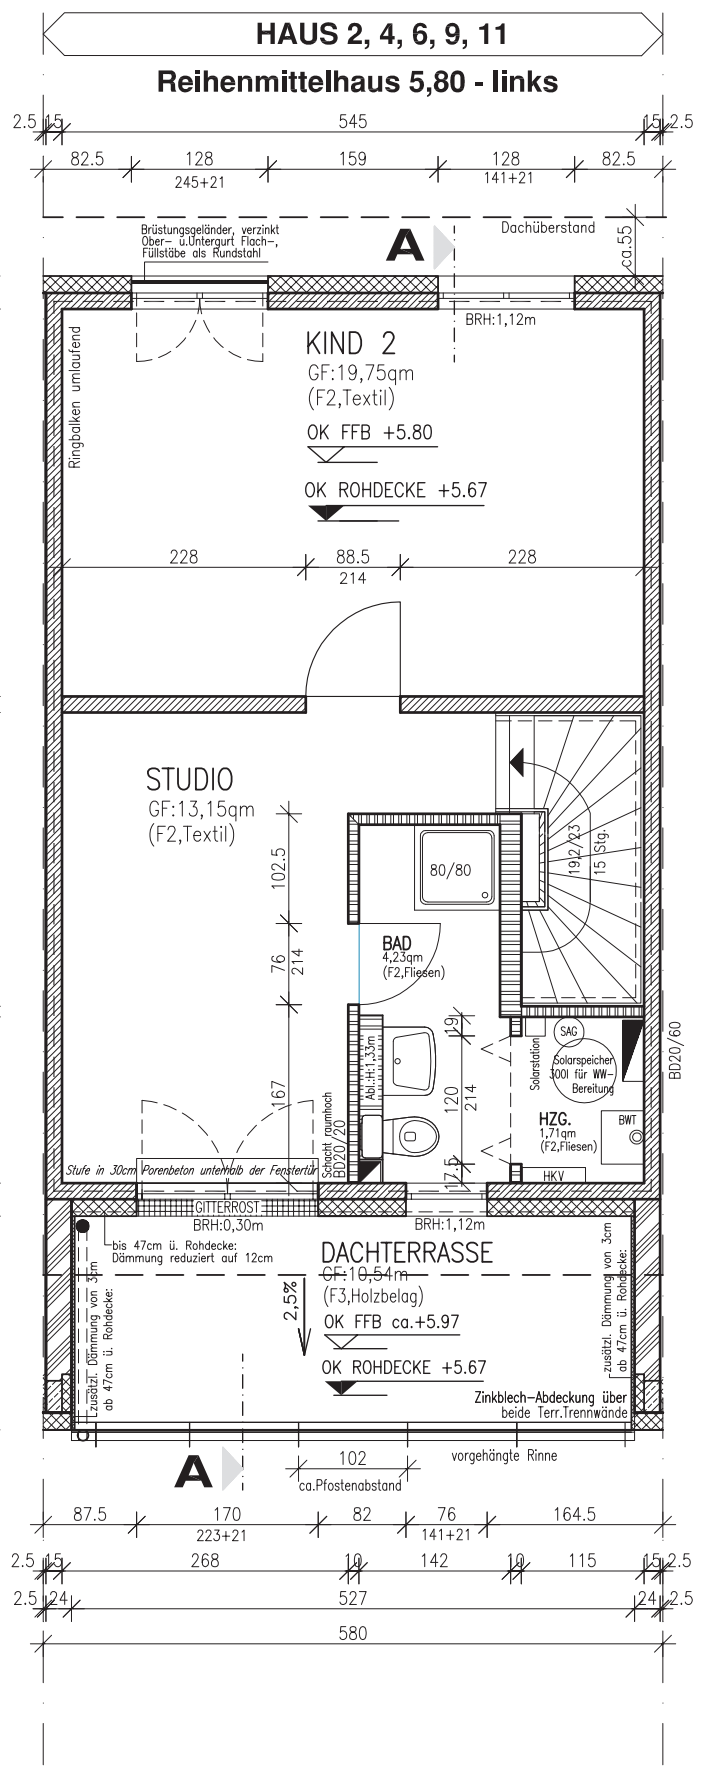 HAUS 2, 4, 6, 9, 11
Reihenmittelhaus 5,80 - links
2.5 15 545 15 2.5
82.5 128 159 128 82.5
245+21 141+21
Brüstungsgeländer, verzinkt
Ober- u.Untergurt Flach-,
Füllstäbe als Rundstahl
A
Dachüberstand
ca.55
BRH:1,12m
Ringbalken umlaufend
KIND 2
GF:19,75qm
(F2,Textil)
OK FFB +5.80
OK ROHDECKE +5.67
228 88.5 228
214
STUDIO
GF:13,15qm
(F2,Textil)
102.5
76
214
167
80/80
19,2/23
15 Stg.
BAD
4,23qm
(F2,Fliesen)
19
120
214
17.5
Abl.:H:1,33m
Solarstation
SAG
Solarspeicher
300l für WW-
Bereitung
BD20/60
HZG.
1,71qm
(F2,Fliesen)
BWT
HKV
Schacht raumhoch
BD20/20
Stufe in 30cm Porenbeton unterhalb der Fenstertür
GITTERROST
BRH:0,30m
BRH:1,12m
bis 47cm ü. Rohdecke:
Dämmung reduziert auf 12cm
DACHTERRASSE
GF:10,54m
(F3,Holzbelag)
OK FFB ca.+5.97
OK ROHDECKE +5.67
2,5%
zusätzl. Dämmung von 3cm
ab 47cm ü. Rohdecke:
zusätzl. Dämmung von 3cm
ab 47cm ü. Rohdecke:
Zinkblech-Abdeckung über
beide Terr.Trennwände
A
102
ca.Pfostenabstand
vorgehängte Rinne
87.5 170 82 76 164.5
223+21 141+21
2.5 15 268 10 142 10 115 15 2.5
2.5 24 527 24 2.5
580